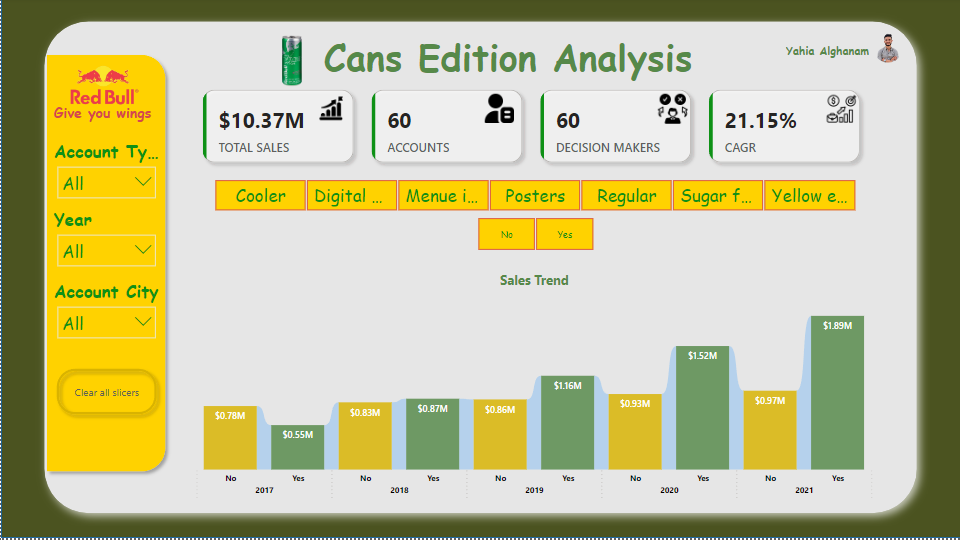 Cans Edition Analysis
Yahia Alghanam
Red Bull
Give you wings
Account Ty...
All
Year
All
Account City
All
Clear all slicers
$10.37M
TOTAL SALES
60
ACCOUNTS
60
DECISION MAKERS
21.15%
CAGR
Cooler
Digital ...
Menue i...
Posters
Regular
Sugar f...
Yellow e...
No
Yes
Sales Trend
$0.78M
$0.55M
$0.83M
$0.87M
$0.86M
$1.16M
$0.93M
$1.52M
$0.97M
$1.89M
No Yes No Yes No Yes No Yes No Yes
2017 2018 2019 2020 2021